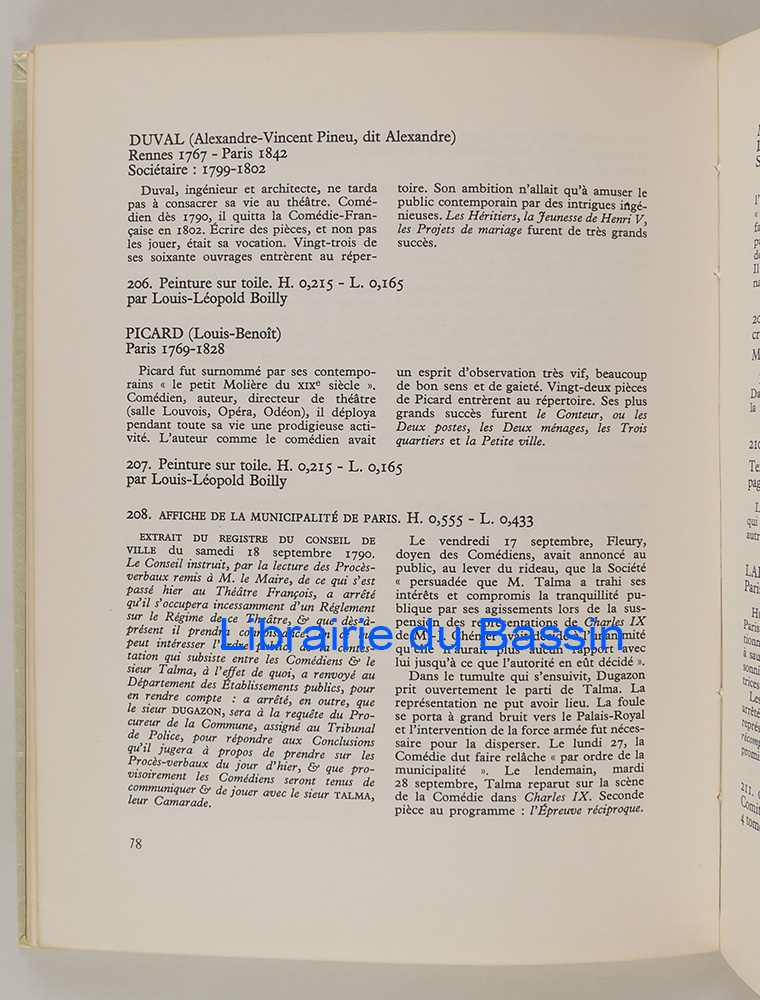 DUVAL (Alexandre-Vincent Pineu, dit Alexandre)
Rennes 1767 - Paris 1842
Sociétaire : 1799-1802
Duval, ingénieur et architecte, ne tarda
pas à consacrer sa vie au théâtre. Comé-
dien dès 1790, il quitta la Comédie-Fran-
çaise en 1802. Écrire des pièces, et non pas
les jouer, était sa vocation. Vingt-trois de
ses soixante ouvrages entrèrent au réper-
toire. Son ambition n'allait qu'à amuser le
public contemporain par des intrigues ingé-
nieuses. Les Héritiers, la Jeunesse de Henri V,
les Projets de mariage furent de très grands
succès.
206. Peinture sur toile. H. 0,215 - L. 0,165
par Louis-Léopold Boilly
PICARD (Louis-Benoît)
Paris 1769-1828
Picard fut surnommé par ses contempo-
rains « le petit Molière du XIXe siècle ».
Comédien, auteur, directeur de théâtre
(salle Louvois, Opéra, Odéon), il déploya
pendant toute sa vie une prodigieuse acti-
vité. L'auteur comme le comédien avait
un esprit d'observation très vif, beaucoup
de bon sens et de gaieté. Vingt-deux pièces
de Picard entrèrent au répertoire. Ses plus
grands succès furent le Conteur, ou les
Deux postes, les Deux ménages, les Trois
quartiers et la Petite ville.
207. Peinture sur toile. H. 0,215 - L. 0,165
par Louis-Léopold Boilly
208. AFFICHE DE LA MUNICIPALITÉ DE PARIS. H. 0,555 - L. 0,433
EXTRAIT DU REGISTRE DU CONSEIL DE
VILLE du samedi 18 septembre 1790.
Le Conseil instruit, par la lecture des Procès-
verbaux remis à M. le Maire, de ce qui s'est
passé hier au Théâtre François, a arrêté
qu'il s'occupera incessamment d'un Réglement
sur le Régime de ce Théâtre, & que dès-à-
présent il prendra connoissance, en ce qui
peut intéresser l'ordre public, de la contes-
tation qui subsiste entre les Comédiens & le
sieur Talma, à l'effet de quoi, a renvoyé au
Département des Établissements publics, pour
en rendre compte : a arrêté, en outre, que
le sieur DUGAZON, sera à la requête du Pro-
cureur de la Commune, assigné au Tribunal
de Police, pour répondre aux Conclusions
qu'il jugera à propos de prendre sur les
Procès-verbaux du jour d'hier, & que pro-
visoirement les Comédiens seront tenus de
communiquer & de jouer avec le sieur TALMA,
leur Camarade.
Le vendredi 17 septembre, Fleury,
doyen des Comédiens, avait annoncé au
public, au lever du rideau, que la Société
« persuadée que M. Talma a trahi ses
intérêts et compromis la tranquillité pu-
blique par ses agissements lors de la sus-
pension des représentations de Charles IX
de M.-J. Chénier avait décidé à l'unanimité
qu'elle n'aurait plus aucun rapport avec
lui jusqu'à ce que l'autorité en eût décidé ».
Dans le tumulte qui s'ensuivit, Dugazon
prit ouvertement le parti de Talma. La
représentation ne put avoir lieu. La foule
se porta à grand bruit vers le Palais-Royal
et l'intervention de la force armée fut néces-
saire pour la disperser. Le lundi 27, la
Comédie dut faire relâche « par ordre de la
municipalité ». Le lendemain, mardi
28 septembre, Talma reparut sur la scène
de la Comédie dans Charles IX. Seconde
pièce au programme : l'Épreuve réciproque.
78
Librairie du Bassin